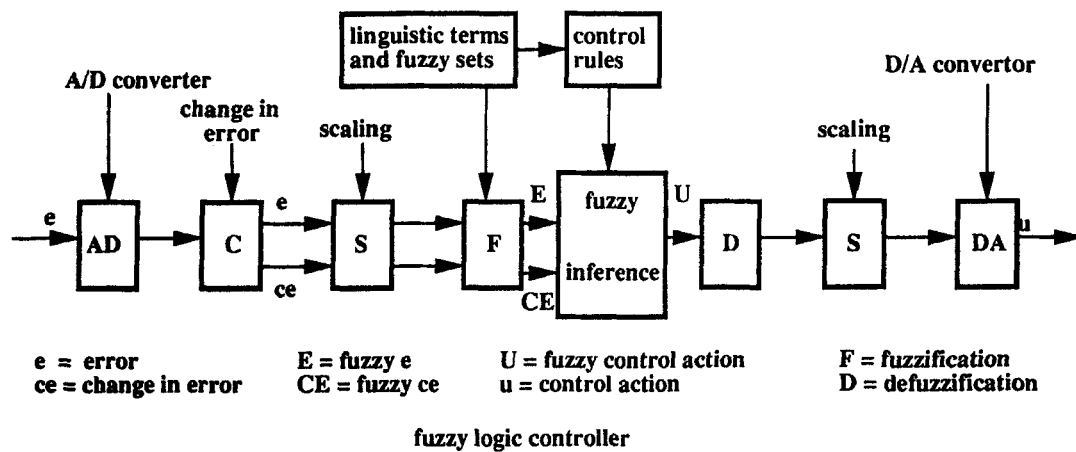 linguistic terms
and fuzzy sets
control
rules
A/D converter
D/A convertor
change in
error
scaling
scaling
e
AD
C
e
ce
S
F
E
CE
fuzzy
inference
U
D
S
DA
u
e = error
ce = change in error
E = fuzzy e
CE = fuzzy ce
U = fuzzy control action
u = control action
F = fuzzification
D = defuzzification
fuzzy logic controller